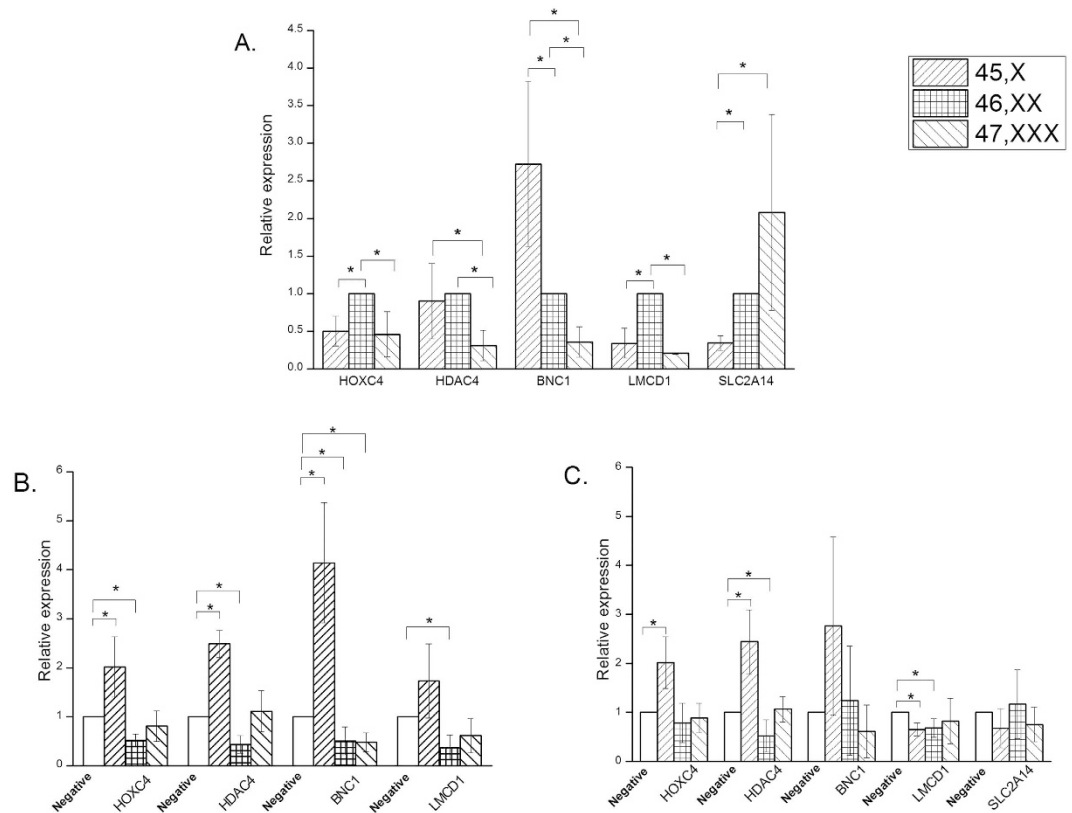 A.
Relative expression
4.5
4.0
3.5
3.0
2.5
2.0
1.5
1.0
0.5
0.0
* * * * * * * * * * * *
HOXC4 HDAC4 BNC1 LMCD1 SLC2A14
45,X
46,XX
47,XXX
B.
Relative expression
6
5
4
3
2
1
0
* * * * * * * *
Negative HOXC4 Negative HDAC4 Negative BNC1 Negative LMCD1
C.
Relative expression
6
5
4
3
2
1
0
* * * * *
Negative HOXC4 Negative HDAC4 Negative BNC1 Negative LMCD1 Negative SLC2A14